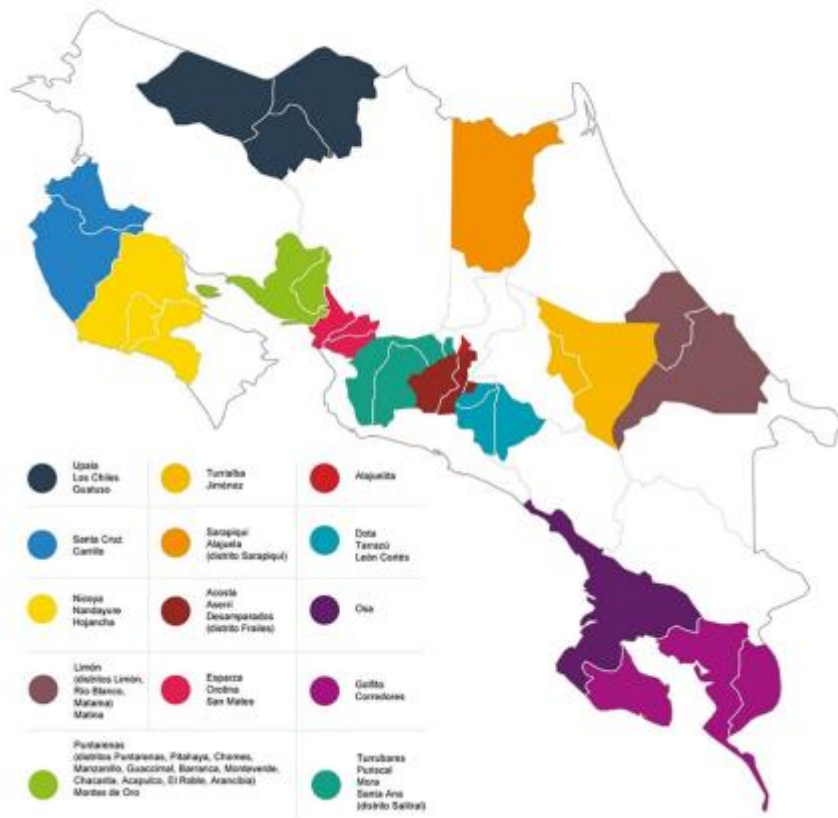 Upala
Los Chiles
Guatuso
Turrialba
Jiménez
Alajuelita
Santa Cruz
Carrillo
Sarapiquí
Alajuela
(distrito Sarapiquí)
Dota
Tarrazú
León Cortés
Nicoya
Nandayure
Hojancha
Acosta
Aserrí
Desamparados
(distrito Frailes)
Osa
Limón
(distritos Limón,
Río Blanco,
Matama)
Matina
Esparza
Orotina
San Mateo
Golfito
Corredores
Puntarenas
(distritos Puntarenas, Pitahaya, Chomes,
Manzanillo, Guacimal, Barranca, Monteverde,
Chacarita, Acapulco, El Roble, Arancibia)
Montes de Oro
Turrubares
Puriscal
Mora
Santa Ana
(distrito Salitral)